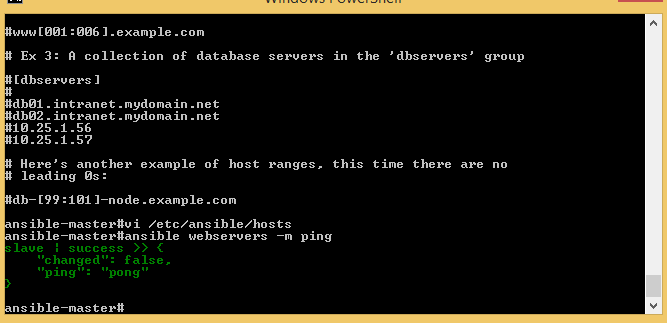 Windows PowerShell
#www[001:006].example.com
# Ex 3: A collection of database servers in the 'dbservers' group
#[dbservers]
#
#db01.intranet.mydomain.net
#db02.intranet.mydomain.net
#10.25.1.56
#10.25.1.57
# Here's another example of host ranges, this time there are no
# leading 0s:
#db-[99:101]-node.example.com
ansible-master#vi /etc/ansible/hosts
ansible-master#ansible webservers -m ping
slave | success >> {
    "changed": false,
    "ping": "pong"
}
ansible-master#